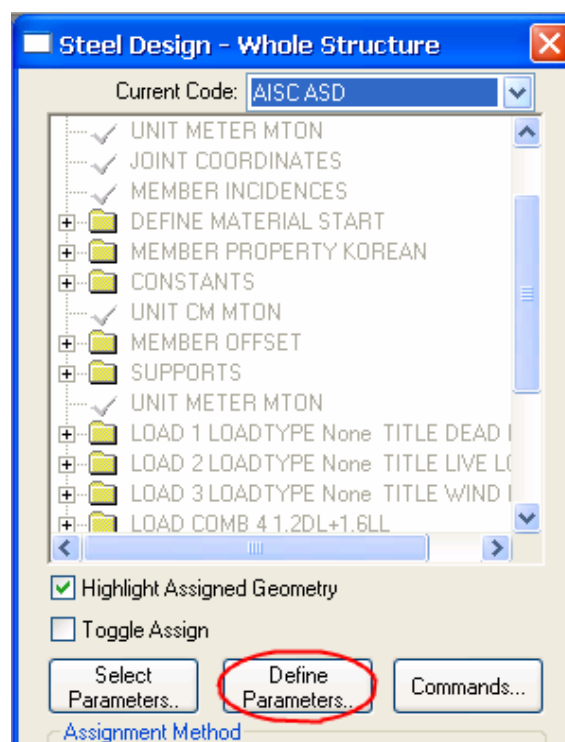 Steel Design - Whole Structure
Current Code: AISC ASD
UNIT METER MTON
JOINT COORDINATES
MEMBER INCIDENCES
DEFINE MATERIAL START
MEMBER PROPERTY KOREAN
CONSTANTS
UNIT CM MTON
MEMBER OFFSET
SUPPORTS
UNIT METER MTON
LOAD 1 LOADTYPE None TITLE DEAD
LOAD 2 LOADTYPE None TITLE LIVE
LOAD 3 LOADTYPE None TITLE WIND
LOAD COMB 4 1.2DL+1.6LL
Highlight Assigned Geometry
Toggle Assign
Select Parameters..
Define Parameters..
Commands...
Assignment Method